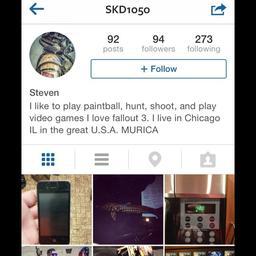 SKD1050
92 94 273
posts followers following
+ Follow
Steven
I like to play paintball, hunt, shoot, and play
video games I love fallout 3. I live in Chicago
IL in the great U.S.A. MURICA